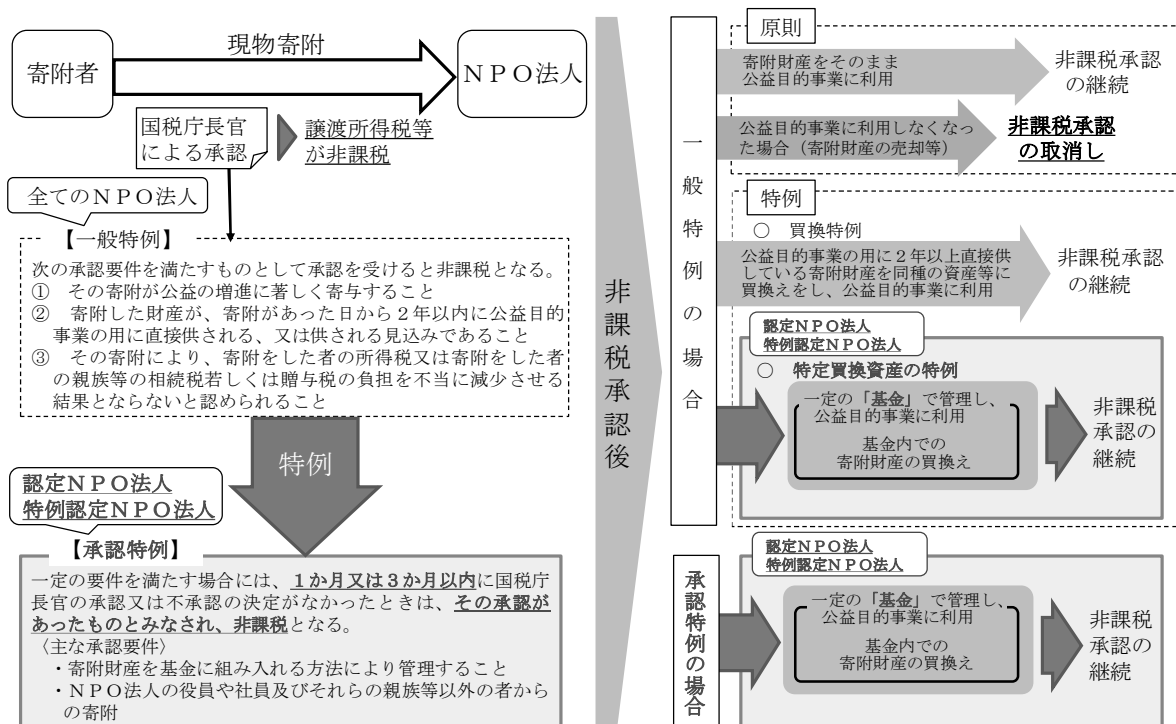 現物寄附
寄附者
ＮＰＯ法人
国税庁長官
による承認
譲渡所得税等
が非課税
全てのＮＰＯ法人
【一般特例】
次の承認要件を満たすものとして承認を受けると非課税となる。
① その寄附が公益の増進に著しく寄与すること
② 寄附した財産が、寄附があった日から２年以内に公益目的
事業の用に直接供される、又は供される見込みであること
③ その寄附により、寄附をした者の所得税又は寄附をした者
の親族等の相続税若しくは贈与税の負担を不当に減少させる
結果とならないと認められること
特例
認定ＮＰＯ法人
特例認定ＮＰＯ法人
【承認特例】
一定の要件を満たす場合には、１か月又は３か月以内に国税庁
長官の承認又は不承認の決定がなかったときは、その承認が
あったものとみなされ、非課税となる。
〈主な承認要件〉
・寄附財産を基金に組み入れる方法により管理すること
・ＮＰＯ法人の役員や社員及びそれらの親族等以外の者から
の寄附
非課税承認後
一般特例の場合
原則
寄附財産をそのまま
公益目的事業に利用
非課税承認
の継続
公益目的事業に利用しなくなっ
た場合（寄附財産の売却等）
非課税承認
の取消し
特例
○ 買換特例
公益目的事業の用に２年以上直接供
している寄附財産を同種の資産等に
買換えをし、公益目的事業に利用
非課税承認
の継続
認定ＮＰＯ法人
特例認定ＮＰＯ法人
○ 特定買換資産の特例
一定の「基金」で管理し、
公益目的事業に利用
基金内での
寄附財産の買換え
非課税
承認の
継続
承認特例の場合
認定ＮＰＯ法人
特例認定ＮＰＯ法人
一定の「基金」で管理し、
公益目的事業に利用
基金内での
寄附財産の買換え
非課税
承認の
継続